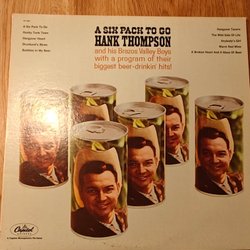 A SIX PACK TO GO
HANK THOMPSON
and his Brazos Valley Boys
with a program of their
biggest beer-drinkin' hits!
A Six Pack To Go
Honky Tonk Town
Hangover Heart
Drunkard's Blues
Bubbles In My Beer
Hangover Tavern
The Wild Side Of Life
Anybody's Girl
Warm Red Wine
A Broken Heart And A Glass Of Beer
Capitol